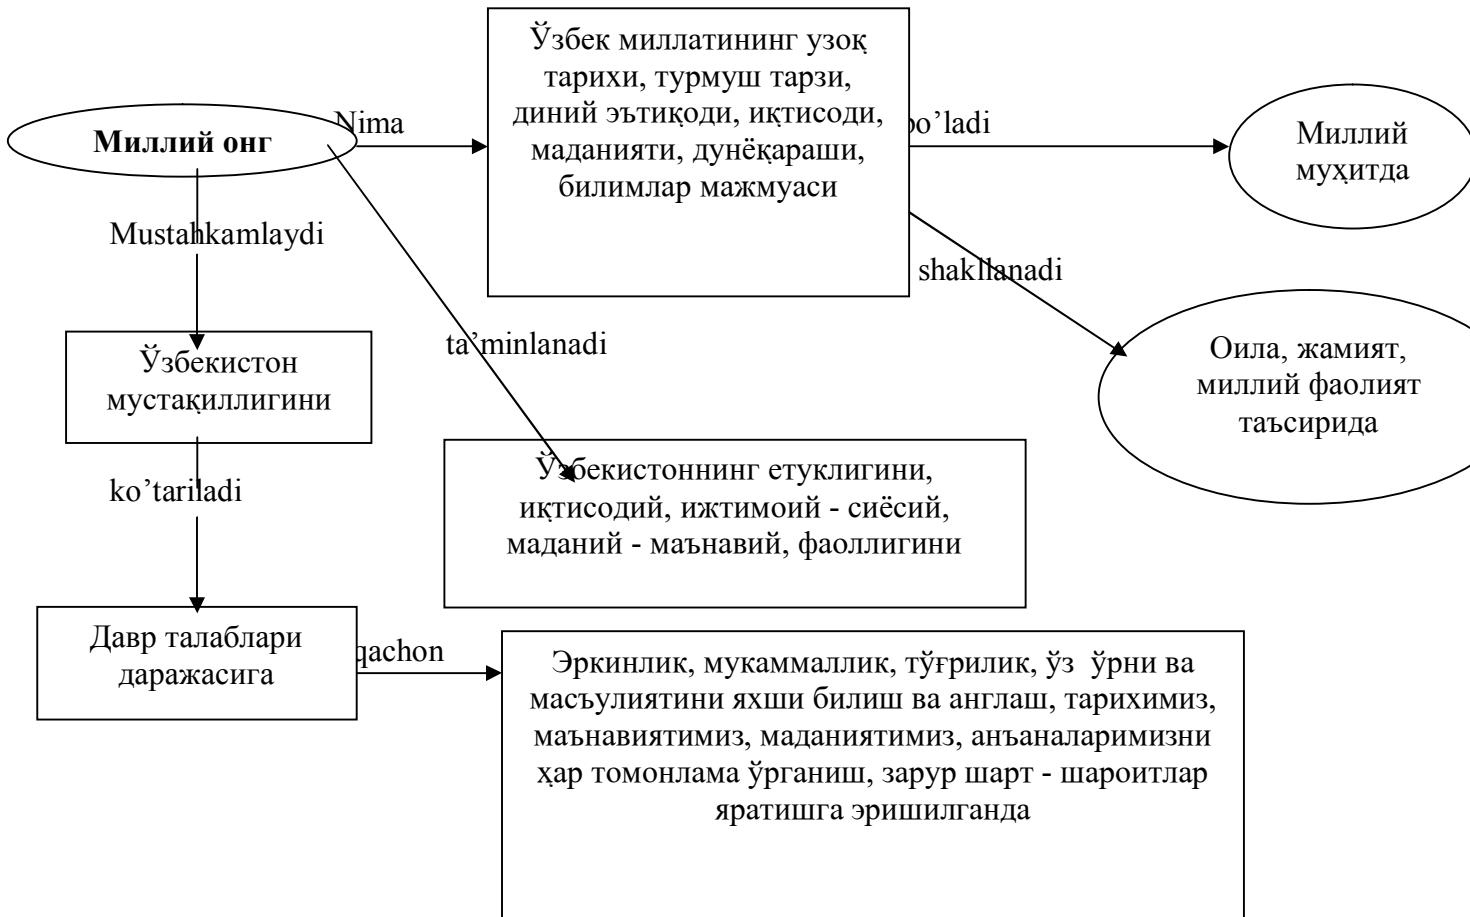 Миллий онг
Nima
Ўзбек миллатининг узоқ
тарихи, турмуш тарзи,
диний эътиқоди, иқтисоди,
маданияти, дунёқараши,
билимлар мажмуаси
bo’ladi
Миллий
муҳитда
shakllanadi
Оила, жамият,
миллий фаолият
таъсирида
Mustahkamlaydi
Ўзбекистон
мустақиллигини
ta’minlanadi
Ўзбекистоннинг етуклигини,
иқтисодий, ижтимоий - сиёсий,
маданий - маънавий, фаоллигини
ko’tariladi
Давр талаблари
даражасига
qachon
Эркинлик, мукаммаллик, тўғрилик, ўз ўрни ва
масъулиятини яхши билиш ва англаш, тарихимиз,
маънавиятимиз, маданиятимиз, анъаналаримизни
ҳар томонлама ўрганиш, зарур шарт - шароитлар
яратишга эришилганда